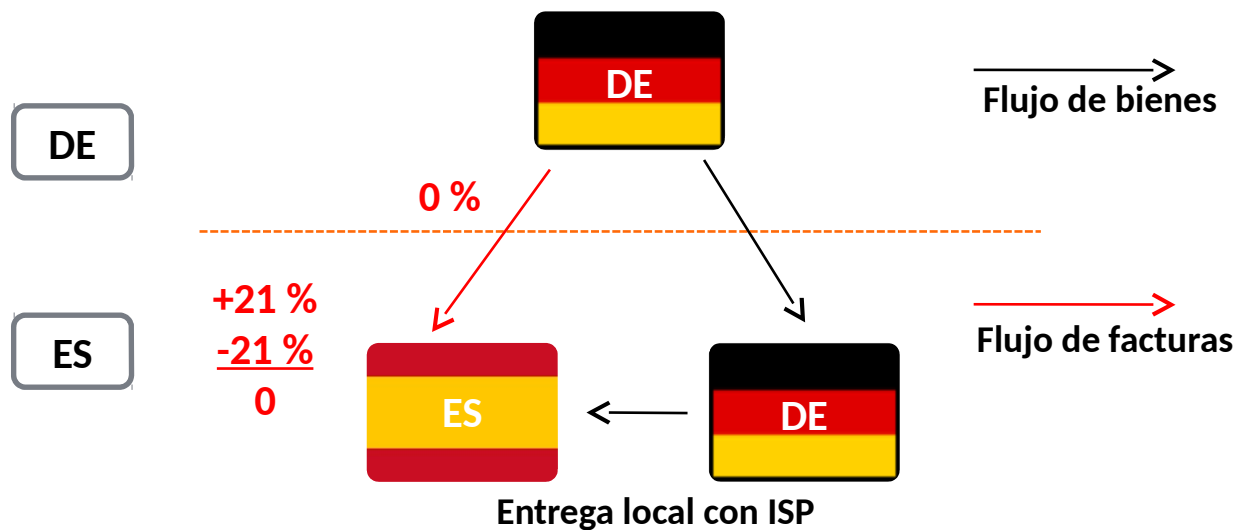 DE
Flujo de bienes
DE
0 %
+21 %
-21 %
0
ES
Flujo de facturas
ES
DE
Entrega local con ISP